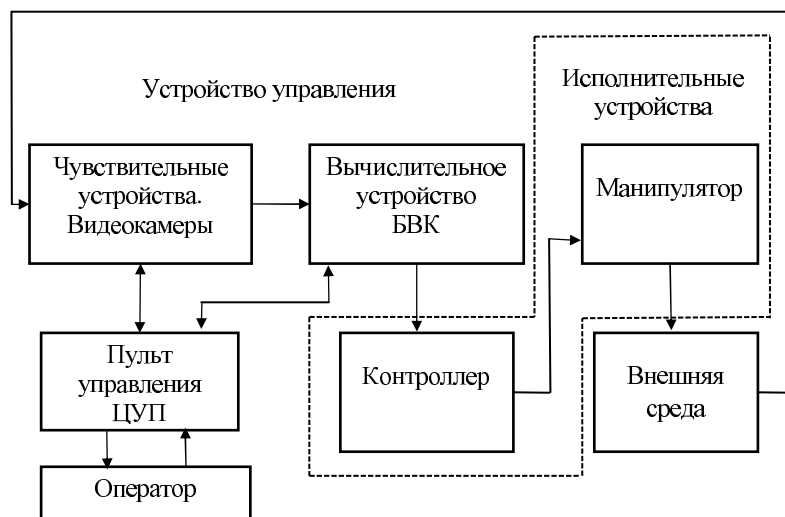 Устройство управления
Исполнительные
устройства
Чувствительные
устройства.
Видеокамеры
Вычислительное
устройство
БВК
Манипулятор
Пульт
управления
ЦУП
Контроллер
Внешняя
среда
Оператор